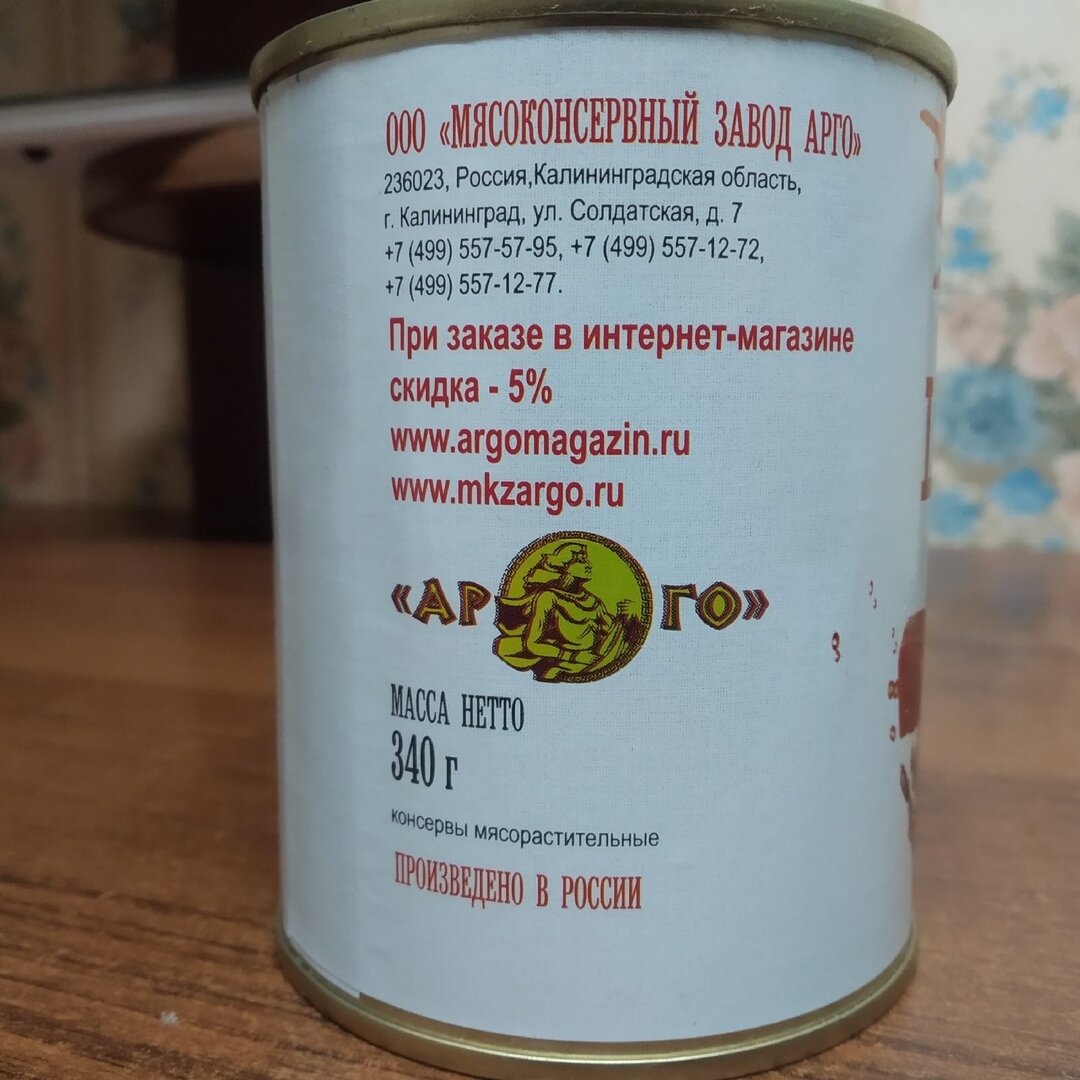 ООО «МЯСОКОНСЕРВНЫЙ ЗАВОД АРГО»
236023, Россия,Калининградская область,
г. Калининград, ул. Солдатская, д. 7
+7 (499) 557-57-95, +7 (499) 557-12-72,
+7 (499) 557-12-77.
При заказе в интернет-магазине
скидка - 5%
www.argomagazin.ru
www.mkzargo.ru
«АРГО»
МАССА НЕТТО
340 г
консервы мясорастительные
ПРОИЗВЕДЕНО В РОССИИ